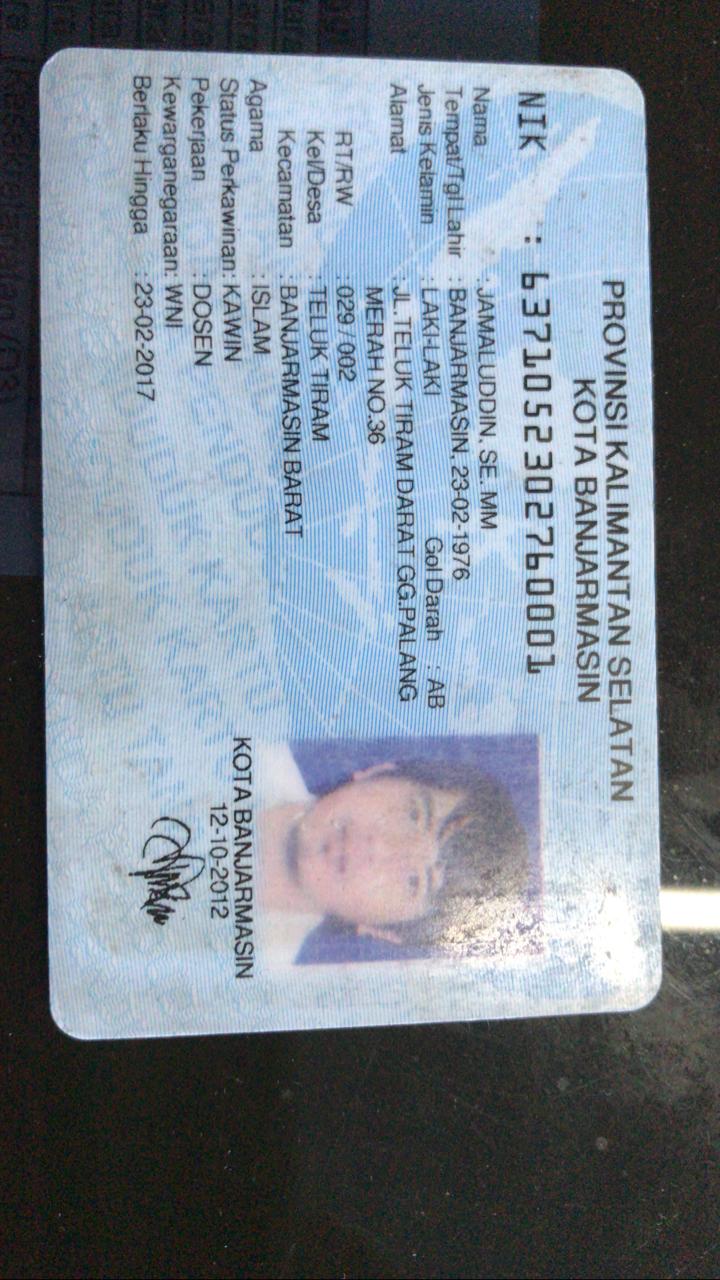 PROVINSI KALIMANTAN SELATAN
KOTA BANJARMASIN
NIK : 6371052302760001
Nama : JAMALUDDIN, SE. MM
Tempat/Tgl Lahir : BANJARMASIN, 23-02-1976
Jenis Kelamin : LAKI-LAKI Gol Darah : AB
Alamat : JL.TELUK TIRAM DARAT GG.PALANG
MERAH NO.36
RT/RW : 029 / 002
Kel/Desa : TELUK TIRAM
Kecamatan : BANJARMASIN BARAT
Agama : ISLAM
Status Perkawinan: KAWIN
Pekerjaan : DOSEN
Kewarganegaraan: WNI
Berlaku Hingga : 23-02-2017
KOTA BANJARMASIN
12-10-2012